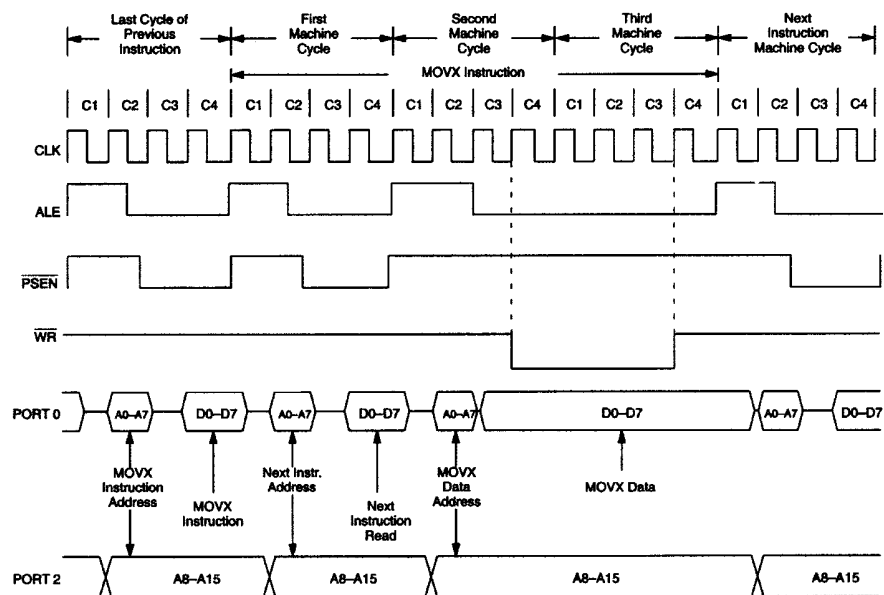 Last Cycle of
Previous
Instruction
First
Machine
Cycle
Second
Machine
Cycle
Third
Machine
Cycle
Next
Instruction
Machine Cycle
MOVX Instruction
C1 C2 C3 C4 C1 C2 C3 C4 C1 C2 C3 C4 C1 C2 C3 C4 C1 C2 C3 C4
CLK
ALE
PSEN
WR
PORT 0 A0–A7 D0–D7 A0–A7 D0–D7 A0–A7 D0–D7 A0–A7 D0–D7
MOVX
Instruction
Address
MOVX
Instruction
Next Instr.
Address
Next
Instruction
Read
MOVX
Data
Address
MOVX Data
PORT 2 A8–A15 A8–A15 A8–A15 A8–A15